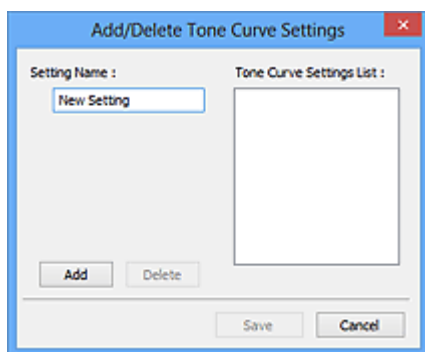 Add/Delete Tone Curve Settings
Setting Name :
Tone Curve Settings List :
New Setting
Add
Delete
Save
Cancel